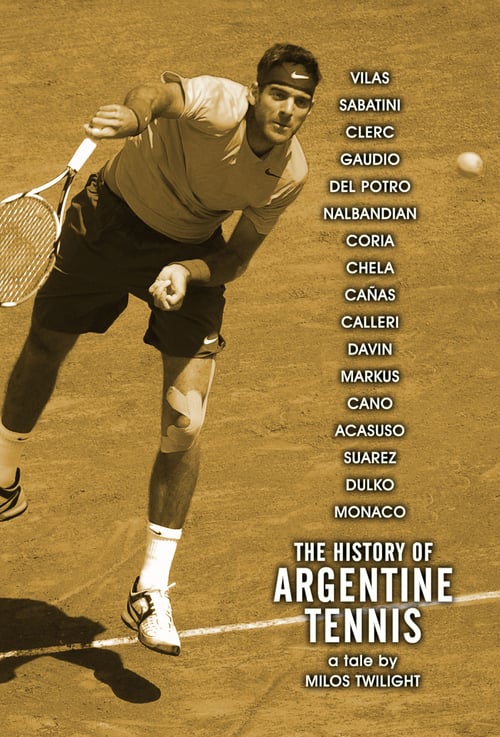 VILAS
SABATINI
CLERC
GAUDIO
DEL POTRO
NALBANDIAN
CORIA
CHELA
CAÑAS
CALLERI
DAVIN
MARKUS
CANO
ACASUSO
SUAREZ
DULKO
MONACO
THE HISTORY OF
ARGENTINE
TENNIS
a tale by
MILOS TWILIGHT